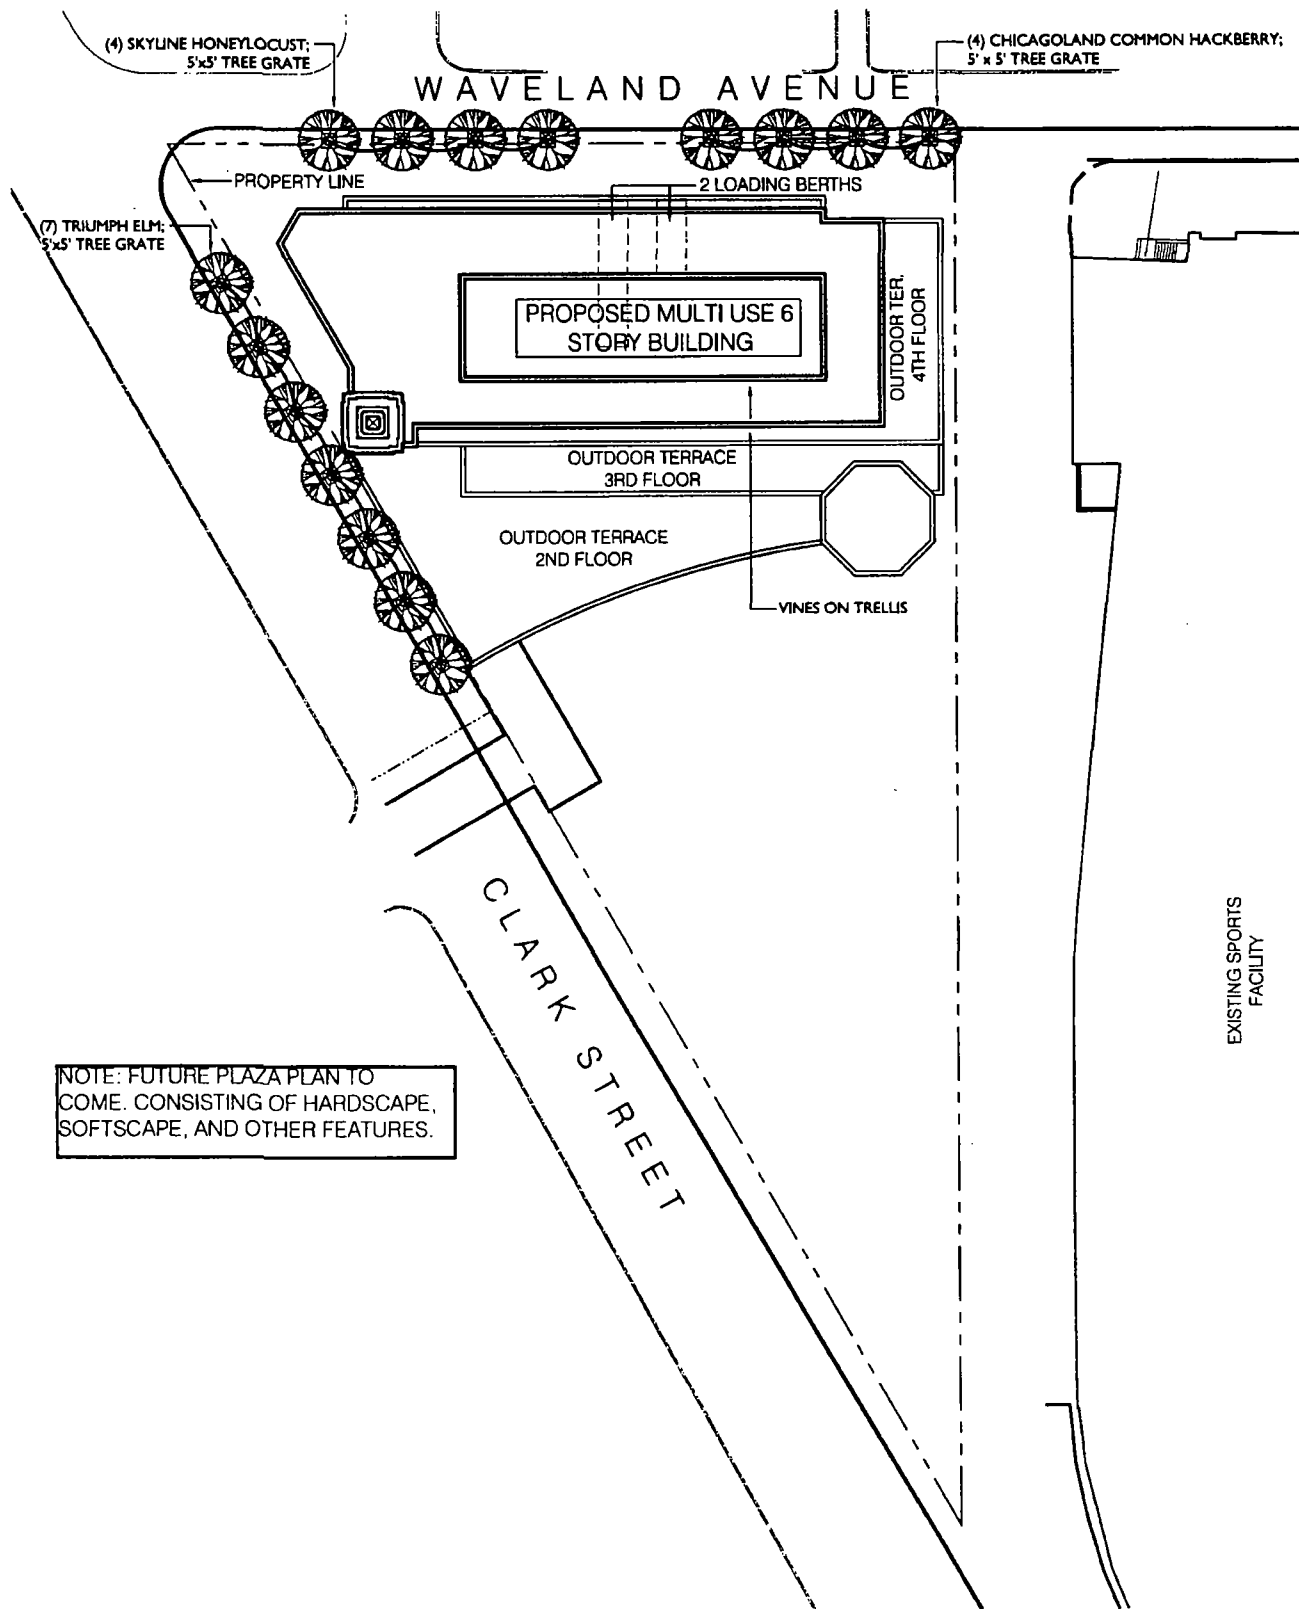 (4) SKYLINE HONEYLOCUST;
5'x5' TREE GRATE
(4) CHICAGOLAND COMMON HACKBERRY;
5' x 5' TREE GRATE
WAVELAND AVENUE
PROPERTY LINE
2 LOADING BERTHS
(7) TRIUMPH ELM;
5'x5' TREE GRATE
PROPOSED MULTI USE 6
STORY BUILDING
OUTDOOR TER.
4TH FLOOR
OUTDOOR TERRACE
3RD FLOOR
OUTDOOR TERRACE
2ND FLOOR
VINES ON TRELLIS
CLARK STREET
EXISTING SPORTS
FACILITY
NOTE: FUTURE PLAZA PLAN TO
COME. CONSISTING OF HARDSCAPE,
SOFTSCAPE, AND OTHER FEATURES.